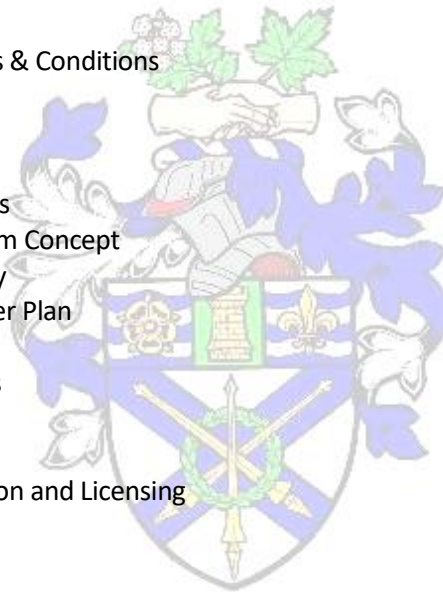 s & Conditions
s
m Concept
y
er Plan
s
on and Licensing